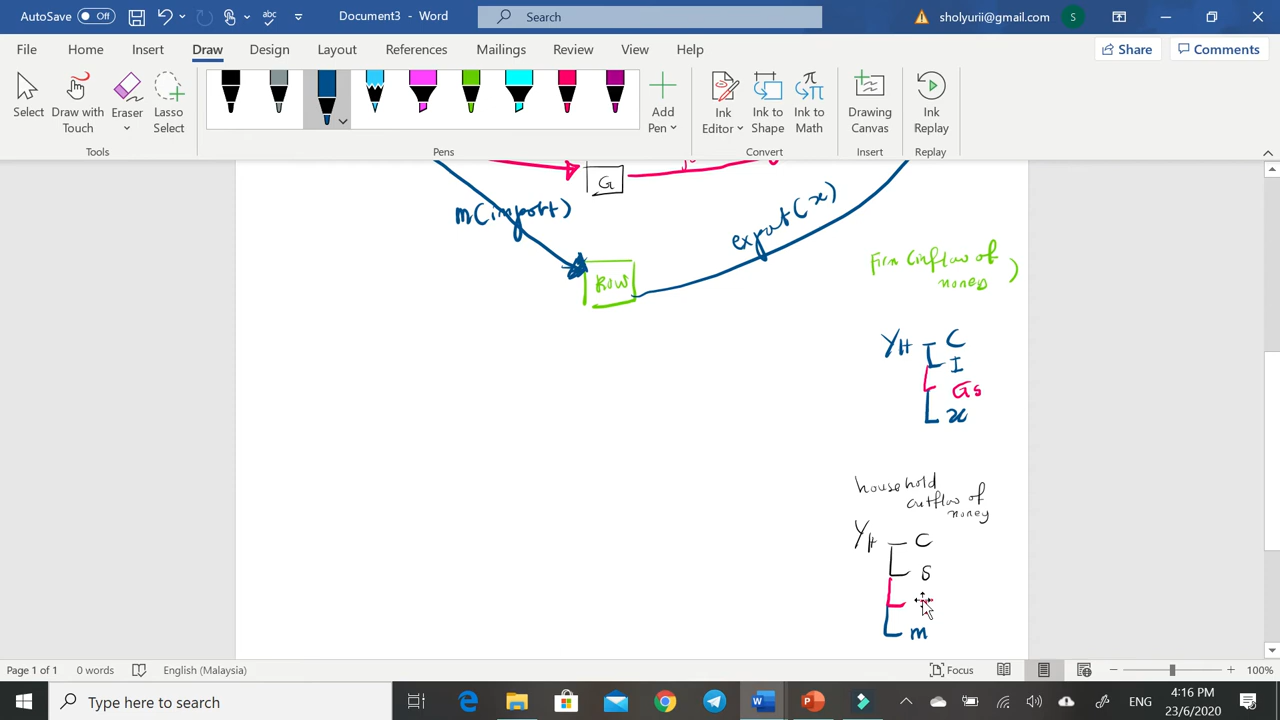 AutoSave Off Document3 - Word Search sholyurii@gmail.com S
File Home Insert Draw Design Layout References Mailings Review View Help Share Comments
Select Draw with Touch Eraser Lasso Select Add Pen Ink Editor Ink to Shape Ink to Math Drawing Canvas Ink Replay
Tools Pens Convert Insert Replay
G
m(import)
export(x)
ROW
Firm (inflow of
money)
YH C
I
Gs
x
household
outflow of
money
YH C
S
m
Page 1 of 1 0 words English (Malaysia) Focus 100%
Type here to search ENG 4:16 PM
23/6/2020